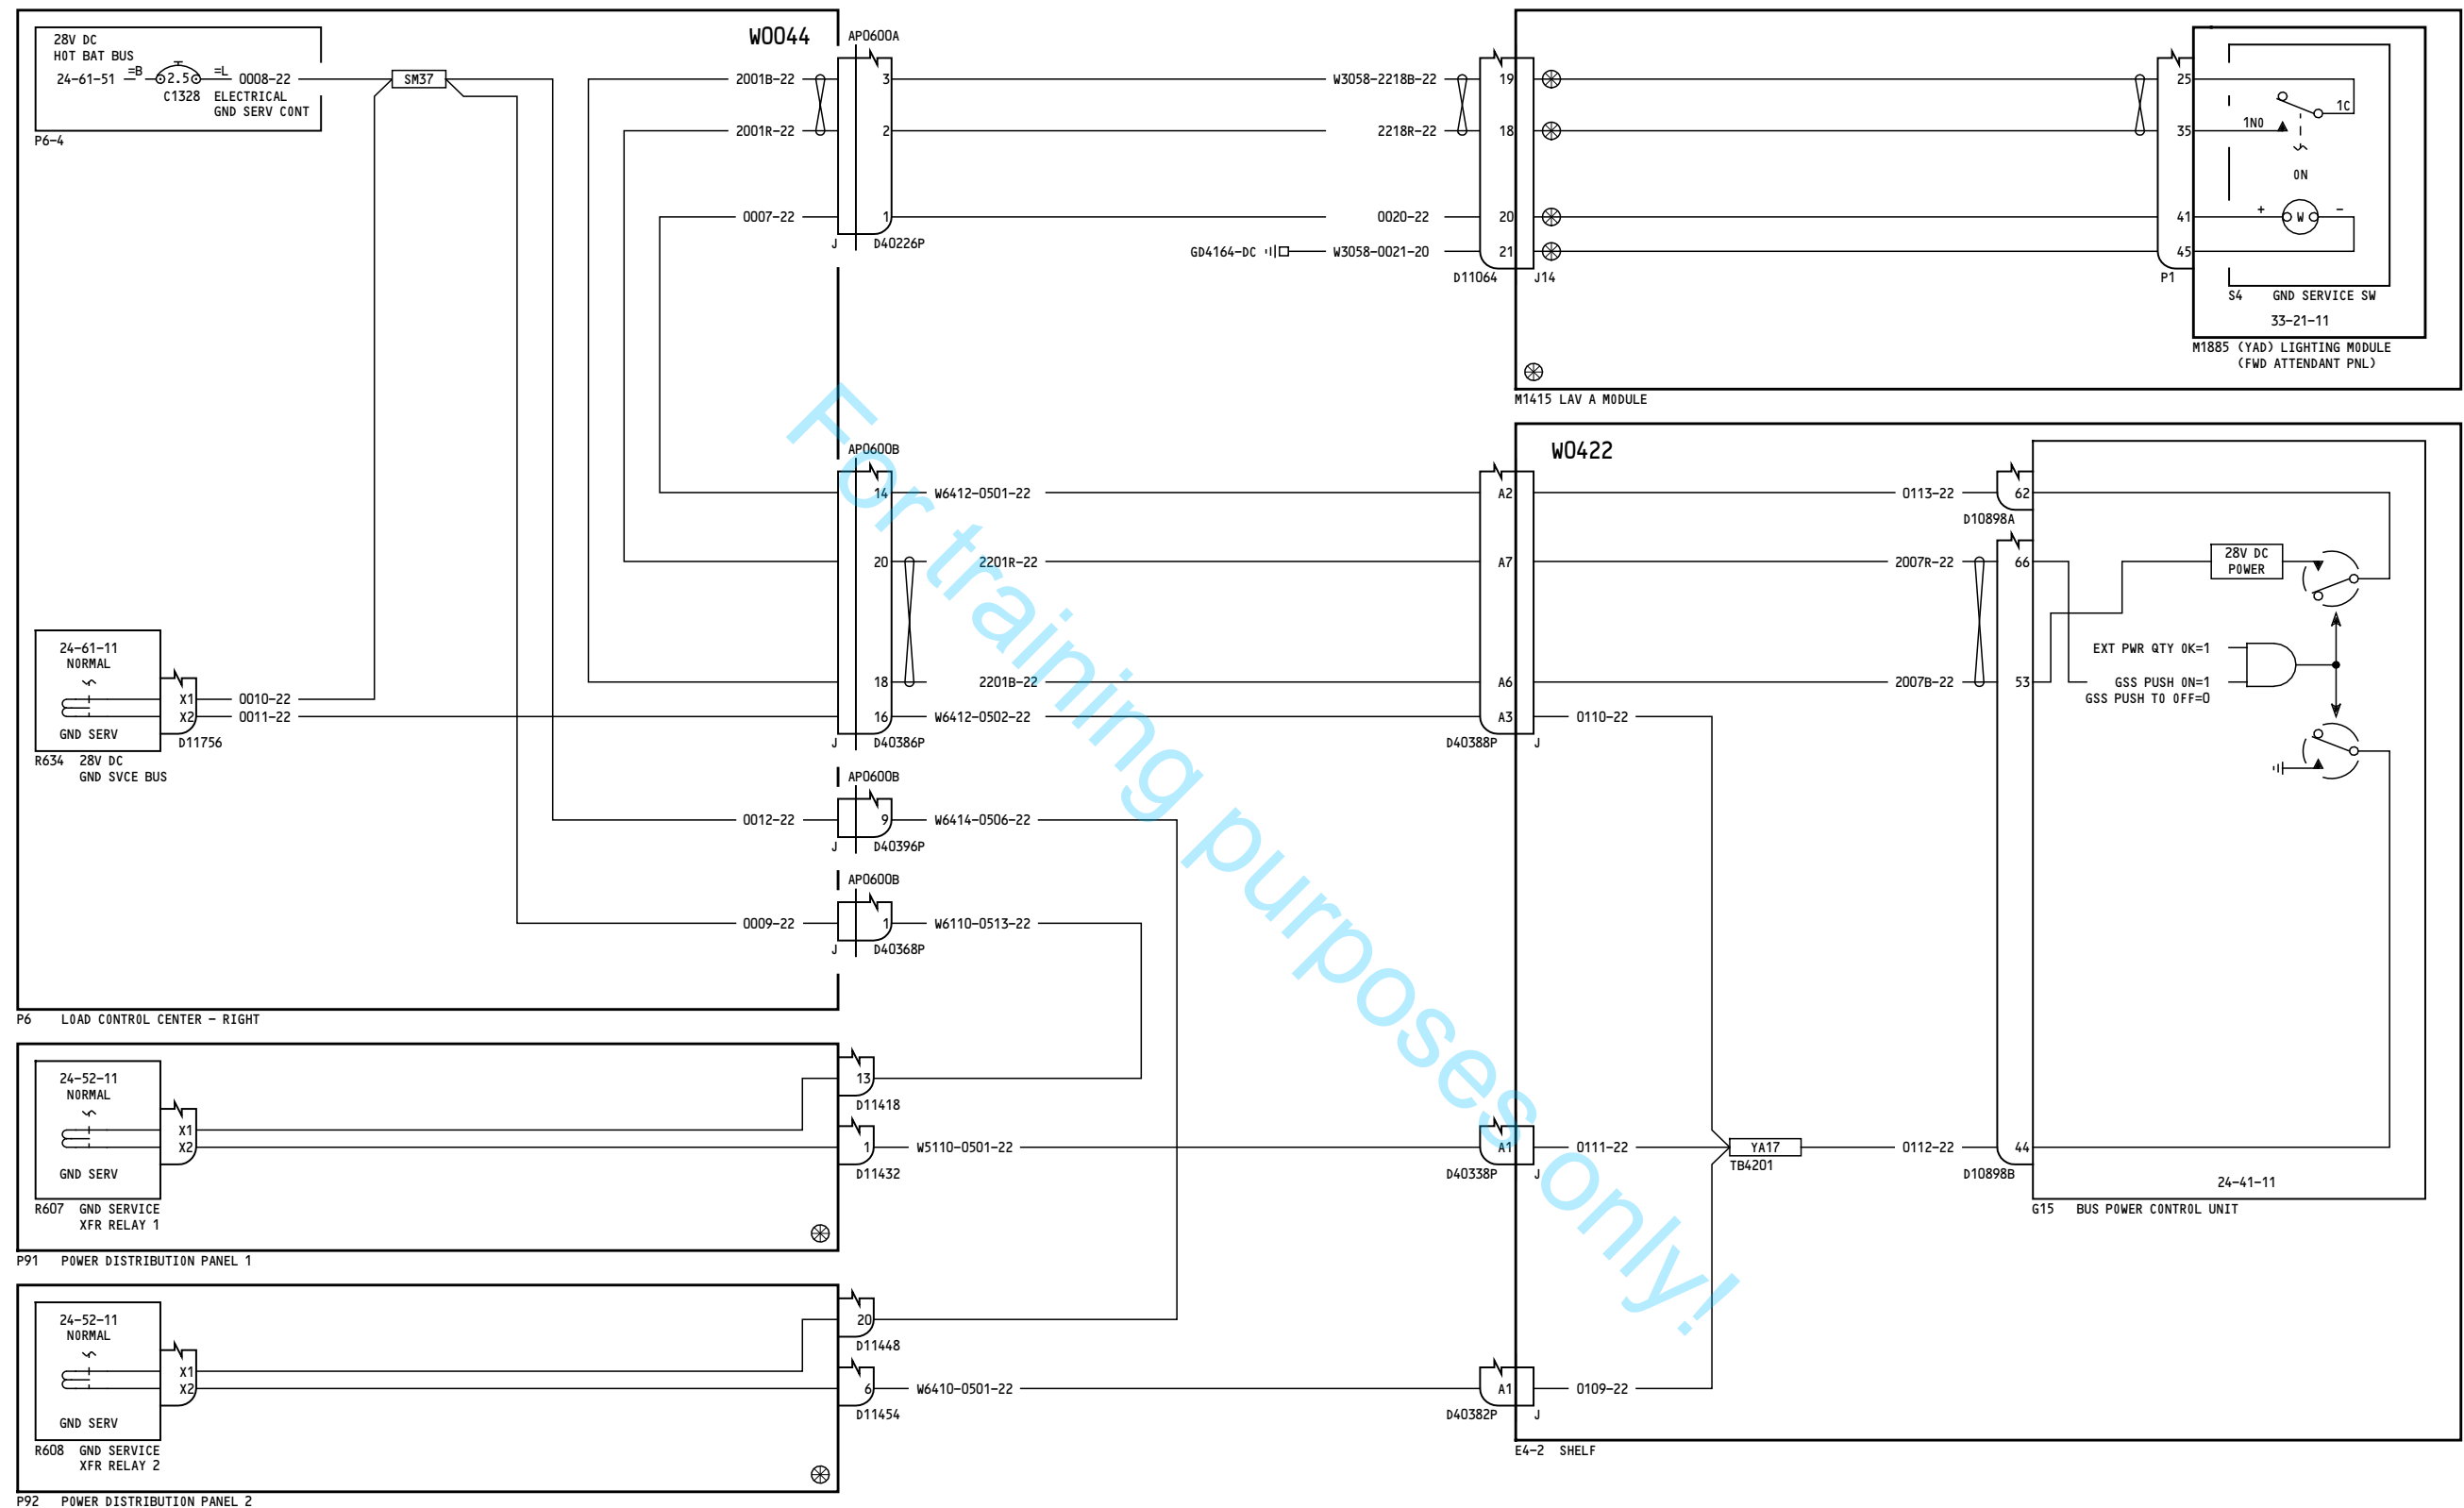 28V DC
HOT BAT BUS
24-61-51
=B
2.5
=L
0008-22
C1328
ELECTRICAL
GND SERV CONT
P6-4
SM37
W0044
AP0600A
2001B-22
3
2001R-22
2
0007-22
1
J
D40226P
W3058-2218B-22
19
2218R-22
18
0020-22
20
GD4164-DC
W3058-0021-20
21
D11064
J14
25
1C
35
1NO
ON
41
+
W
-
45
P1
S4
GND SERVICE SW
33-21-11
M1885 (YAD) LIGHTING MODULE
(FWD ATTENDANT PNL)
M1415 LAV A MODULE
AP0600B
14
W6412-0501-22
20
2201R-22
18
2201B-22
16
W6412-0502-22
J
D40386P
W0422
A2
0113-22
62
D10898A
A7
2007R-22
66
28V DC
POWER
EXT PWR QTY OK=1
A6
2007B-22
53
GSS PUSH ON=1
GSS PUSH TO OFF=0
A3
0110-22
D40388P
J
24-61-11
NORMAL
X1
0010-22
X2
0011-22
GND SERV
D11756
R634
28V DC
GND SVCE BUS
AP0600B
0012-22
9
W6414-0506-22
J
D40396P
AP0600B
0009-22
1
W6110-0513-22
J
D40368P
P6
LOAD CONTROL CENTER - RIGHT
24-52-11
NORMAL
X1
X2
GND SERV
R607
GND SERVICE
XFR RELAY 1
13
D11418
1
W5110-0501-22
D11432
A1
0111-22
D40338P
J
YA17
TB4201
0112-22
44
D10898B
24-41-11
G15
BUS POWER CONTROL UNIT
P91
POWER DISTRIBUTION PANEL 1
24-52-11
NORMAL
X1
X2
GND SERV
R608
GND SERVICE
XFR RELAY 2
20
D11448
6
W6410-0501-22
D11454
A1
0109-22
D40382P
J
E4-2
SHELF
P92
POWER DISTRIBUTION PANEL 2
For training purposes only!